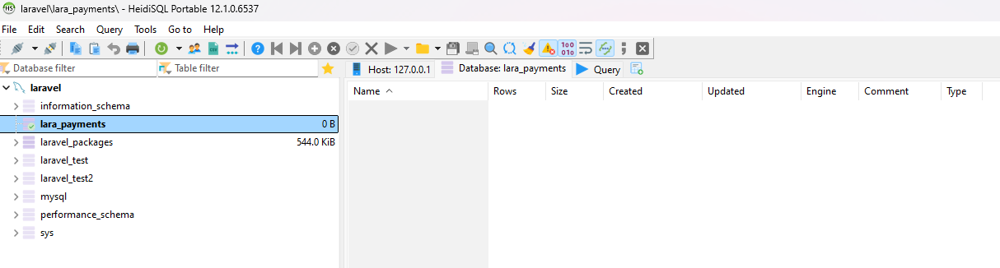 laravel\lara_payments\ - HeidiSQL Portable 12.1.0.6537
File Edit Search Query Tools Go to Help
Database filter Table filter Host: 127.0.0.1 Database: lara_payments Query
laravel Name Rows Size Created Updated Engine Comment Type
information_schema
lara_payments 0 B
laravel_packages 544.0 KiB
laravel_test
laravel_test2
mysql
performance_schema
sys